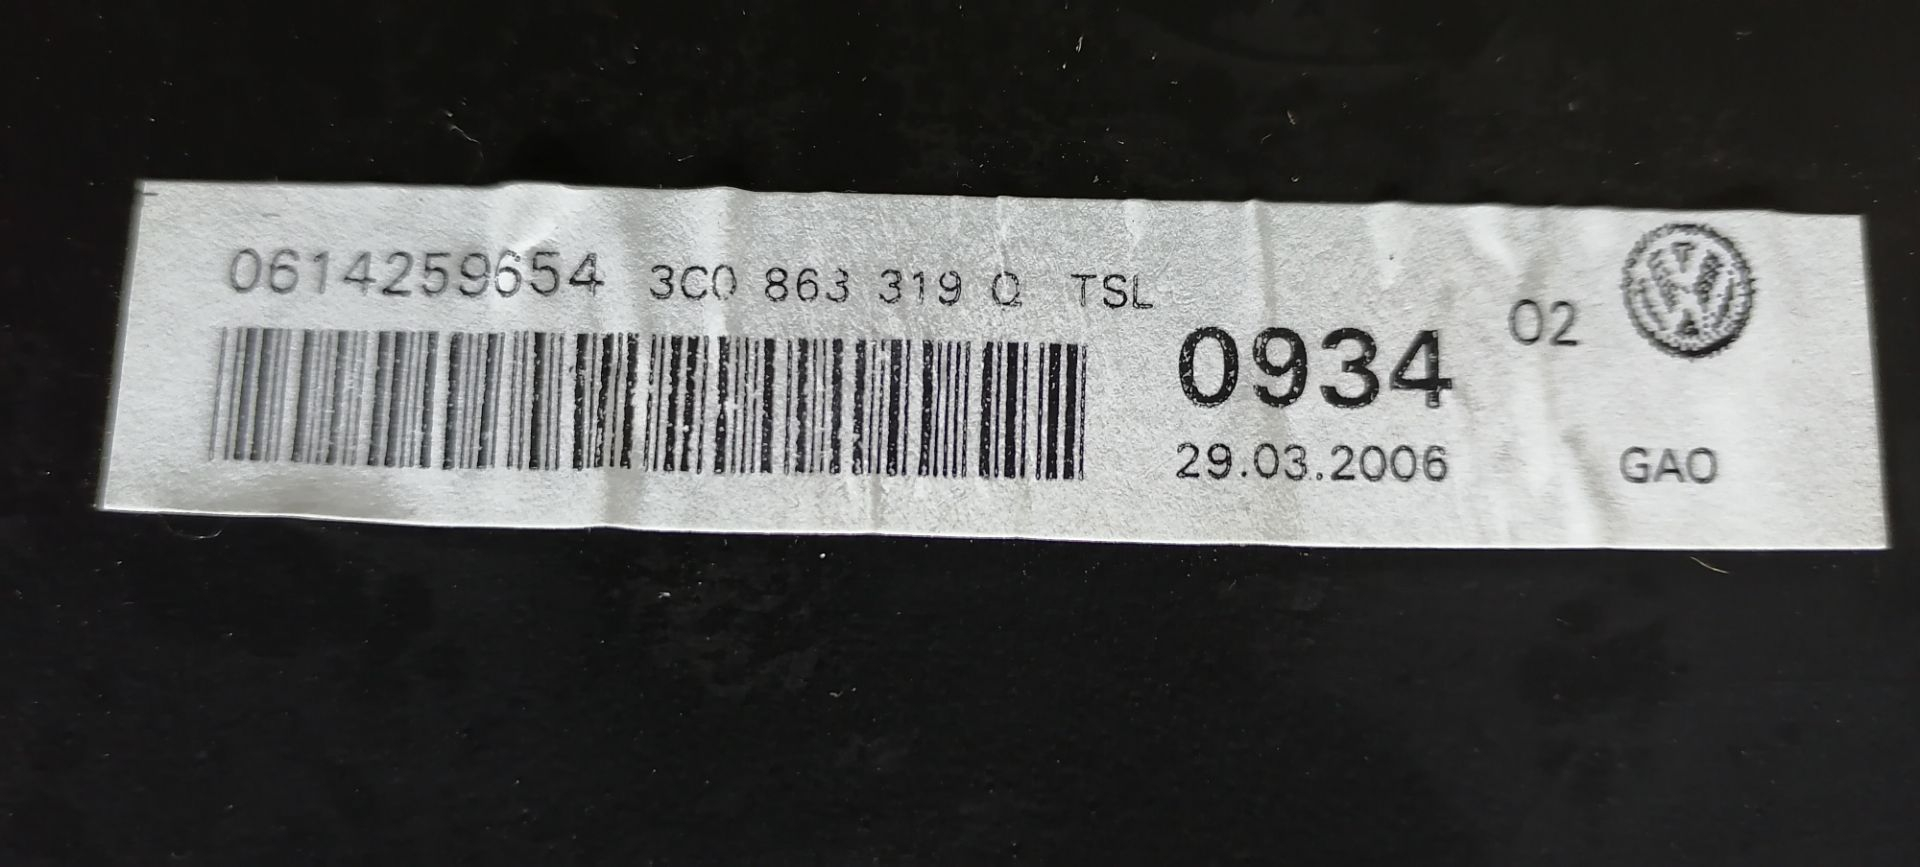 0614259654 3C0 863 319 Q TSL
0934 02
29.03.2006 GAO